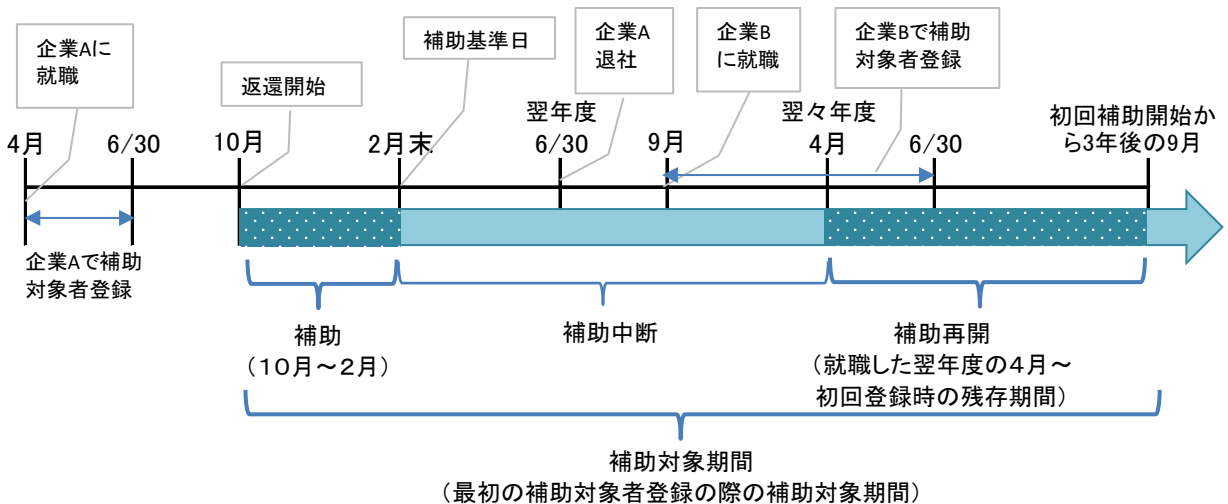 企業Aに
就職
返還開始
補助基準日
企業A
退社
企業B
に就職
企業Bで補助
対象者登録
翌年度
翌々年度
初回補助開始か
ら3年後の9月
4月
6/30
10月
2月末
6/30
9月
4月
6/30
企業Aで補助
対象者登録
補助
（１０月～２月）
補助中断
補助再開
（就職した翌年度の４月～
初回登録時の残存期間）
補助対象期間
（最初の補助対象者登録の際の補助対象期間）